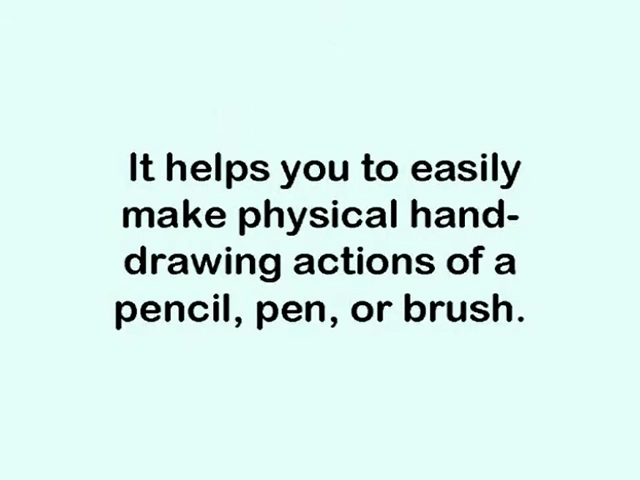 It helps you to easily
make physical hand-
drawing actions of a
pencil, pen, or brush.